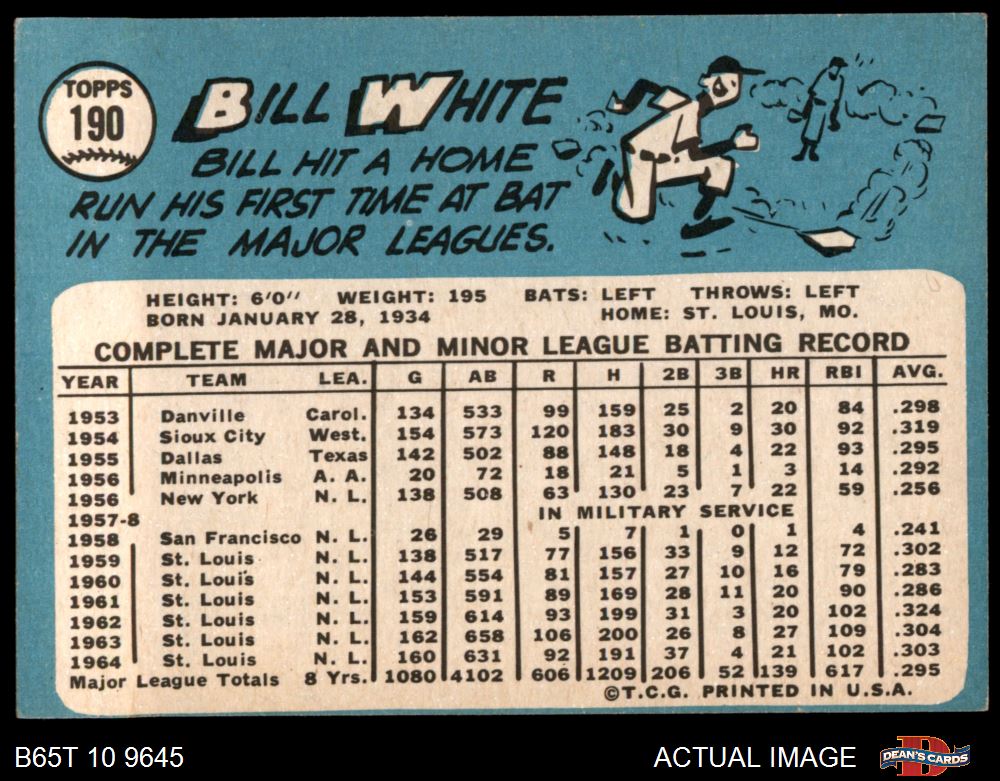 TOPPS
190
BILL WHITE
BILL HIT A HOME
RUN HIS FIRST TIME AT BAT
IN THE MAJOR LEAGUES.
HEIGHT: 6'0" WEIGHT: 195 BATS: LEFT THROWS: LEFT
BORN JANUARY 28, 1934 HOME: ST. LOUIS, MO.
COMPLETE MAJOR AND MINOR LEAGUE BATTING RECORD
YEAR TEAM LEA. G AB R H 2B 3B HR RBI AVG.
1953 Danville Carol. 134 533 99 159 25 2 20 84 .298
1954 Sioux City West. 154 573 120 183 30 9 30 92 .319
1955 Dallas Texas 142 502 88 148 18 4 22 93 .295
1956 Minneapolis A. A. 20 72 18 21 5 1 3 14 .292
1956 New York N. L. 138 508 63 130 23 7 22 59 .256
1957-8 IN MILITARY SERVICE
1958 San Francisco N. L. 26 29 5 7 1 0 1 4 .241
1959 St. Louis N. L. 138 517 77 156 33 9 12 72 .302
1960 St. Louis N. L. 144 554 81 157 27 10 16 79 .283
1961 St. Louis N. L. 153 591 89 169 28 11 20 90 .286
1962 St. Louis N. L. 159 614 93 199 31 3 20 102 .324
1963 St. Louis N. L. 162 658 106 200 26 8 27 109 .304
1964 St. Louis N. L. 160 631 92 191 37 4 21 102 .303
Major League Totals 8 Yrs. 1080 4102 606 1209 206 52 139 617 .295
©T.C.G. PRINTED IN U.S.A.
B65T 10 9645 ACTUAL IMAGE DEAN'S CARDS